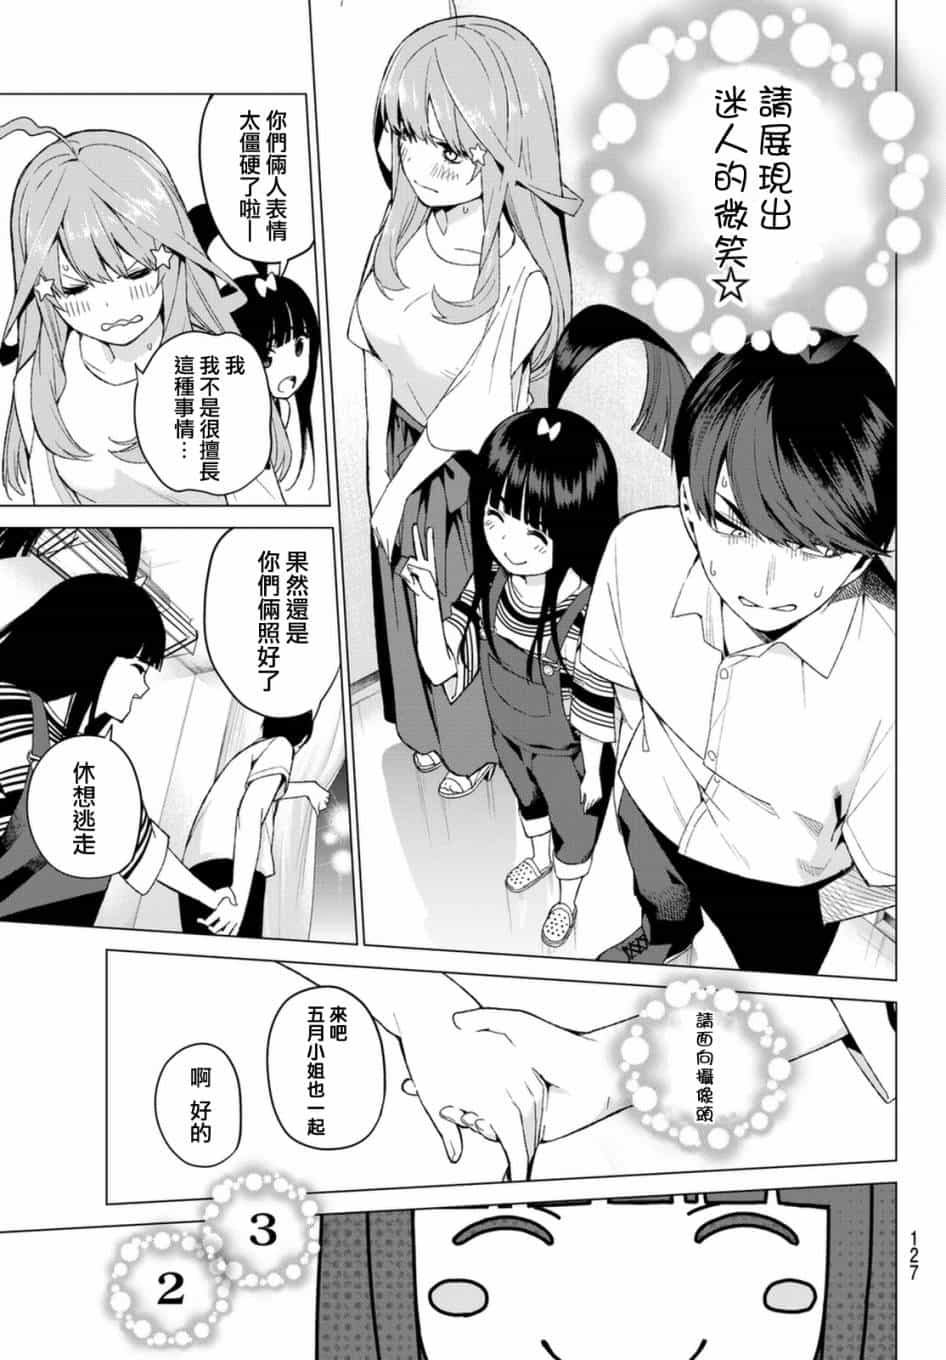 請展現出
迷人的微笑☆
你們倆人表情
太僵硬了啦—
我
我不是很擅長
這種事情…
果然還是
你們倆照好了
休想逃走
請面向攝像頭
來吧
五月小姐也一起
啊 好的
3
2
127